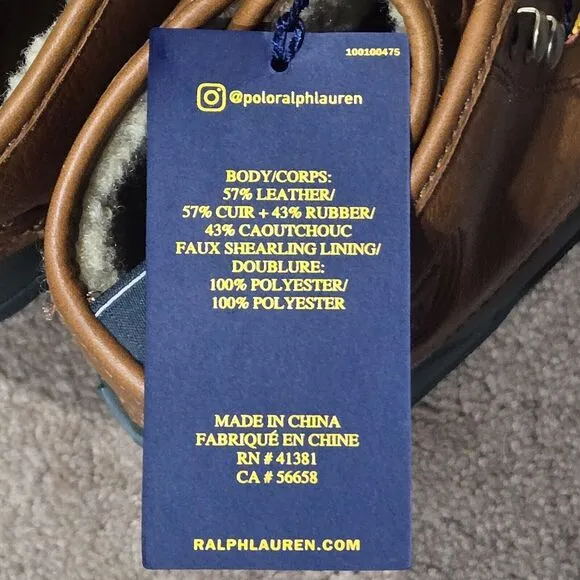 100100475
@poloralphlauren
BODY/CORPS:
57% LEATHER/
57% CUIR + 43% RUBBER/
43% CAOUTCHOUC
FAUX SHEARLING LINING/
DOUBLURE:
100% POLYESTER/
100% POLYESTER
MADE IN CHINA
FABRIQUÉ EN CHINE
RN # 41381
CA # 56658
RALPHLAUREN.COM